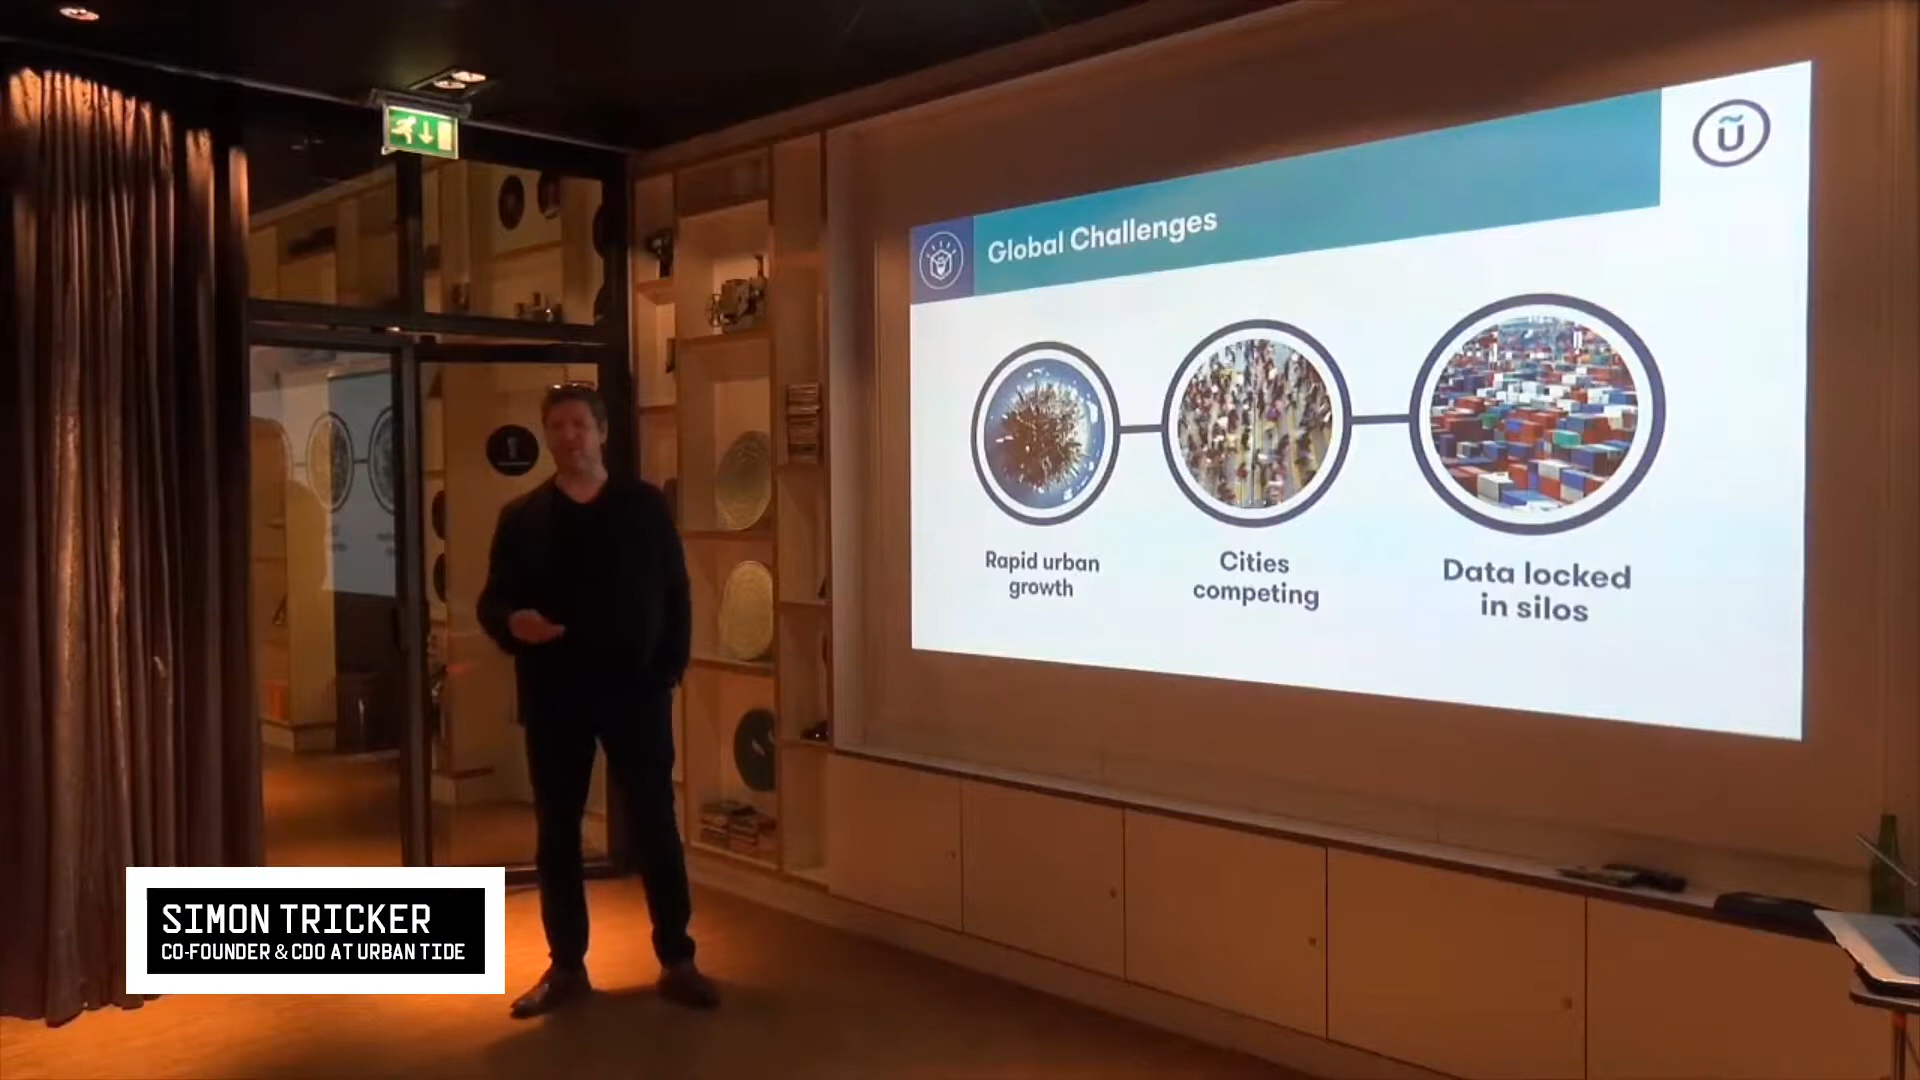 Global Challenges
Ũ
Rapid urban
growth
Cities
competing
Data locked
in silos
SIMON TRICKER
CO-FOUNDER & CDO AT URBAN TIDE